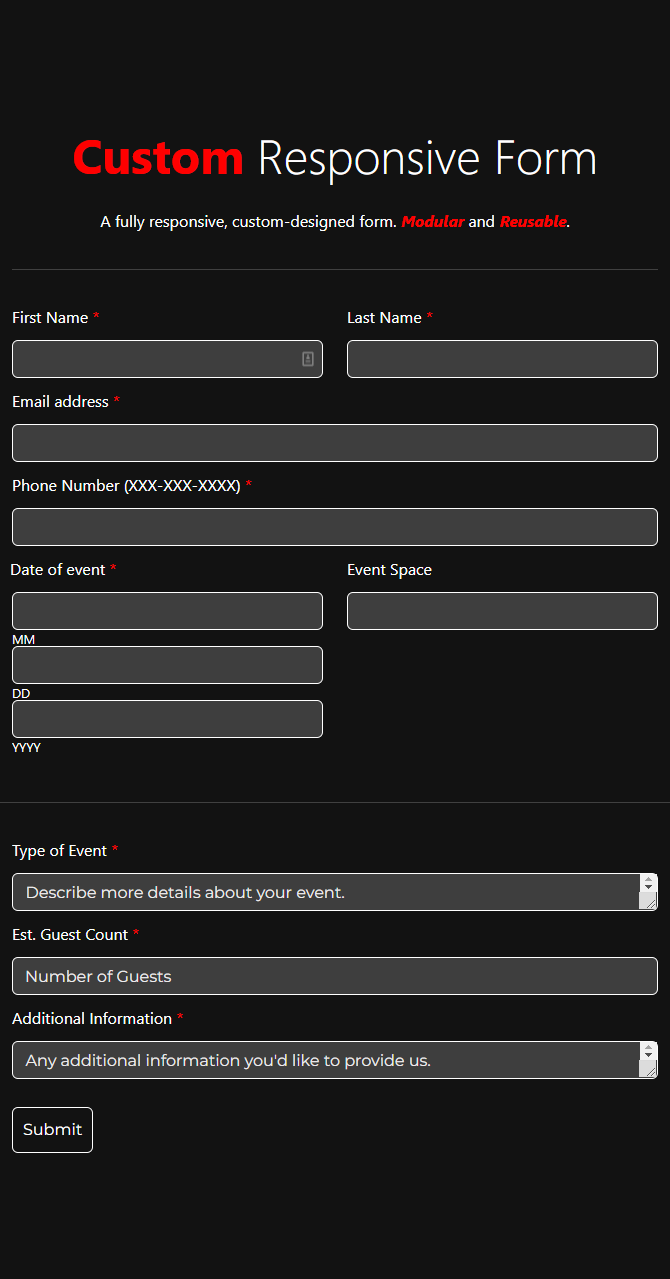 Custom Responsive Form
A fully responsive, custom-designed form. Modular and Reusable.
First Name *
Last Name *
Email address *
Phone Number (XXX-XXX-XXXX) *
Date of event *
Event Space
MM
DD
YYYY
Type of Event *
Describe more details about your event.
Est. Guest Count *
Number of Guests
Additional Information *
Any additional information you'd like to provide us.
Submit